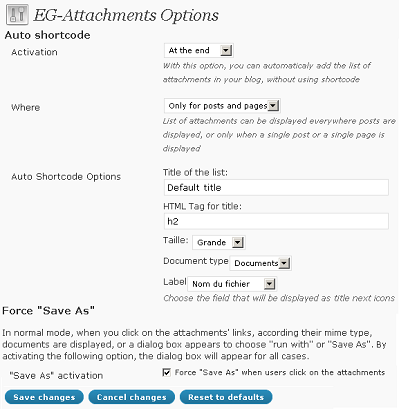 EG-Attachments Options
Auto shortcode
Activation
At the end
With this option, you can automaticaly add the list of
attachments in your blog, without using shortcode
Where
Only for posts and pages
List of attachments can be displayed everywhere posts are
displayed, or only when a single post or a single page is
displayed
Auto Shortcode Options
Title of the list:
Default title
HTML Tag for title:
h2
Taille: Grande
Document type Documents
Label Nom du fichier
Choose the field that will be displayed as title next icons
Force "Save As"
In normal mode, when you click on the attachments' links, according their mime type,
documents are displayed, or a dialog box appears to choose "run with" or "Save As". By
activating the following option, the dialog box will appear for all cases.
"Save As" activation
Force "Save As" when users click on the attachments
Save changes Cancel changes Reset to defaults